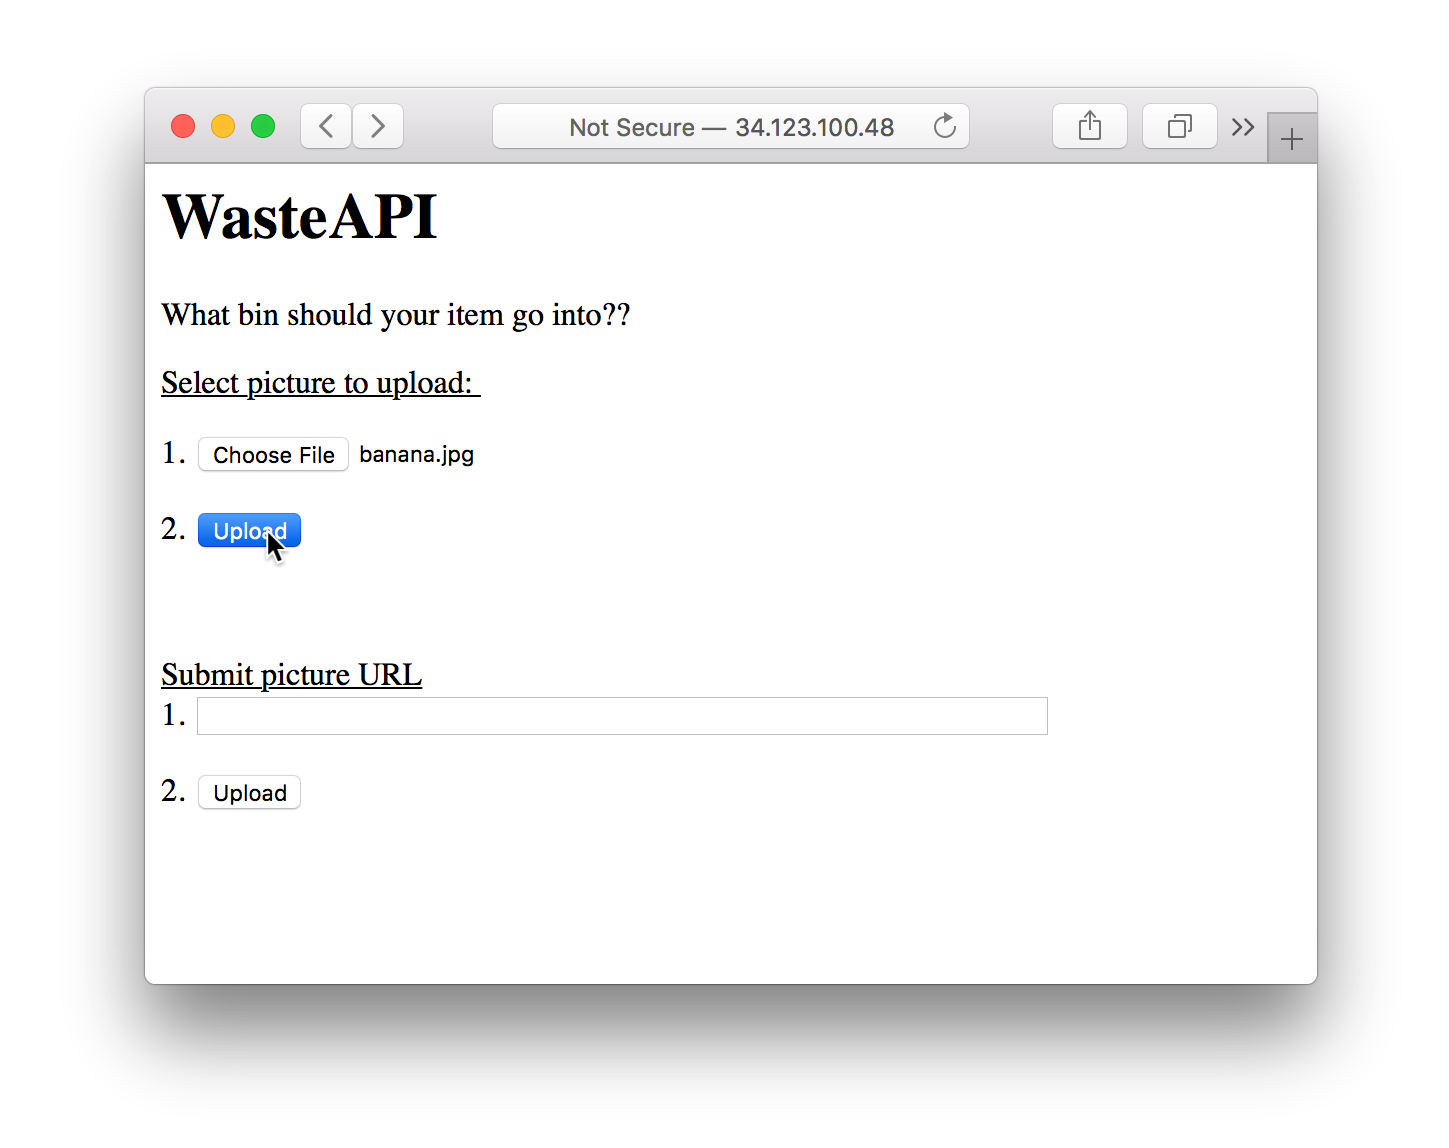 Not Secure — 34.123.100.48
WasteAPI
What bin should your item go into??
Select picture to upload:
1. Choose File banana.jpg
2. Upload
Submit picture URL
1.
2. Upload